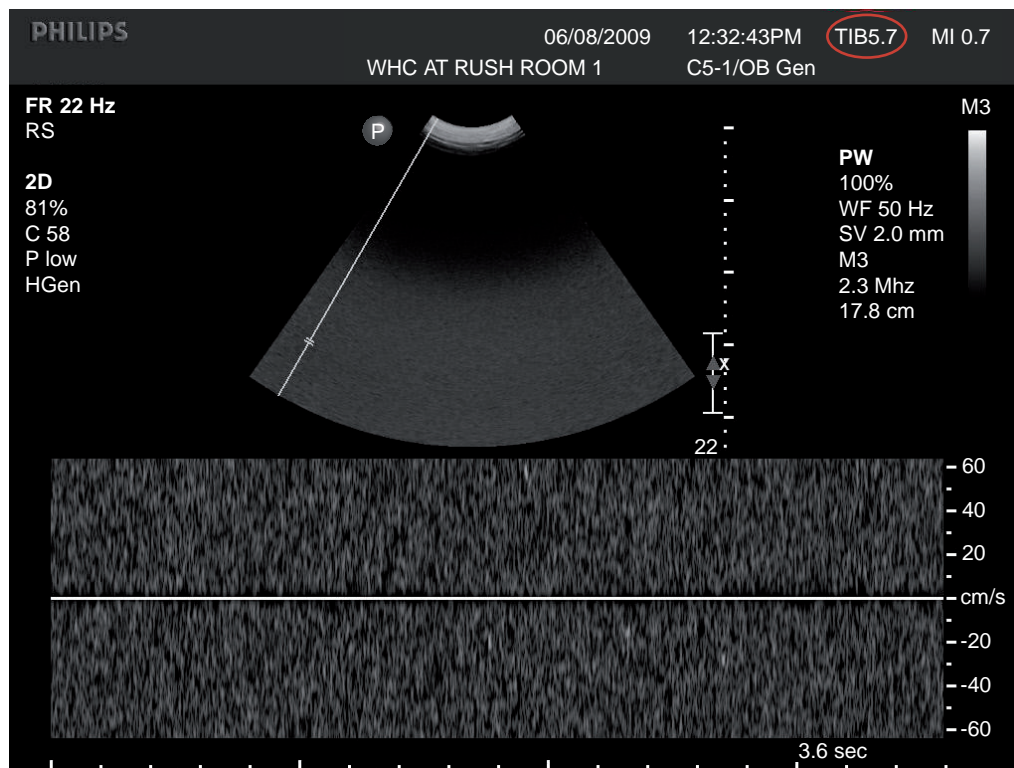 PHILIPS
06/08/2009 12:32:43PM TIB5.7 MI 0.7
WHC AT RUSH ROOM 1 C5-1/OB Gen
FR 22 Hz
RS
2D
81%
C 58
P low
HGen
P
M3
PW
100%
WF 50 Hz
SV 2.0 mm
M3
2.3 Mhz
17.8 cm
x
22
60
40
20
cm/s
-20
-40
-60
3.6 sec